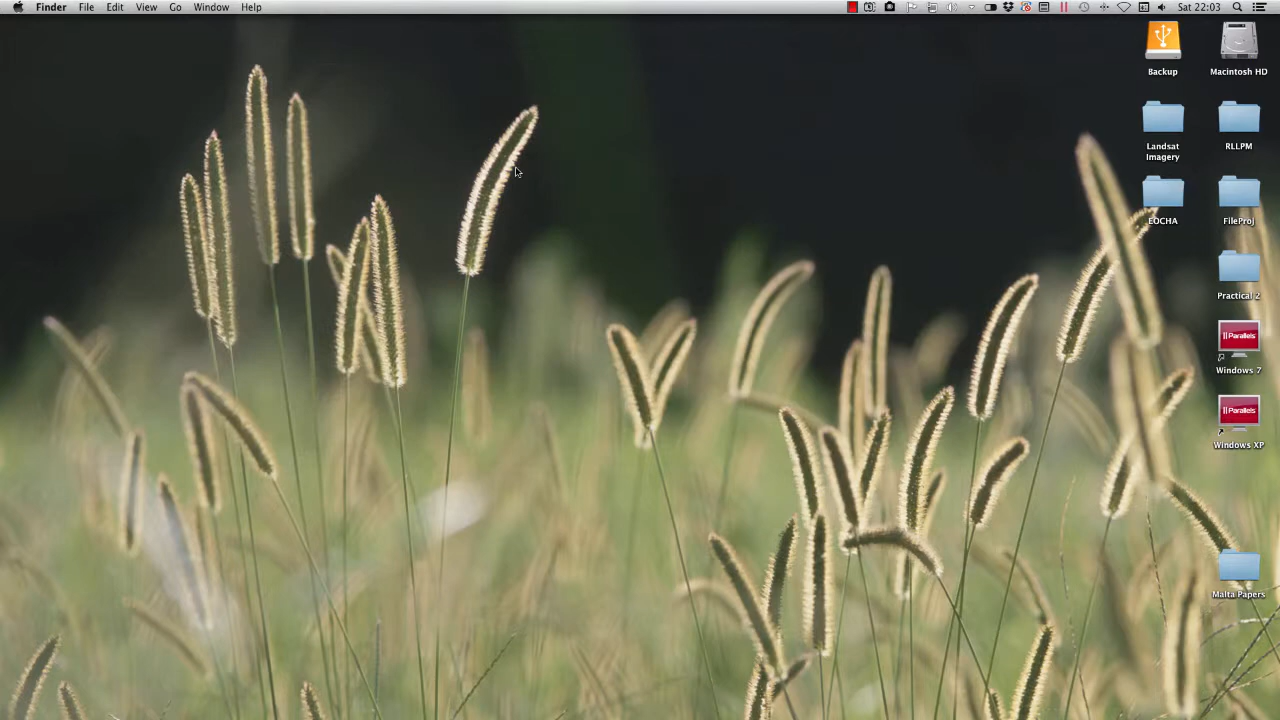 Finder File Edit View Go Window Help Sat 22:03
Backup Macintosh HD
Landsat Imagery RLLPM
EOCHA FileProj
Practical 2
|| Parallels
Windows 7
|| Parallels
Windows XP
Malta Papers